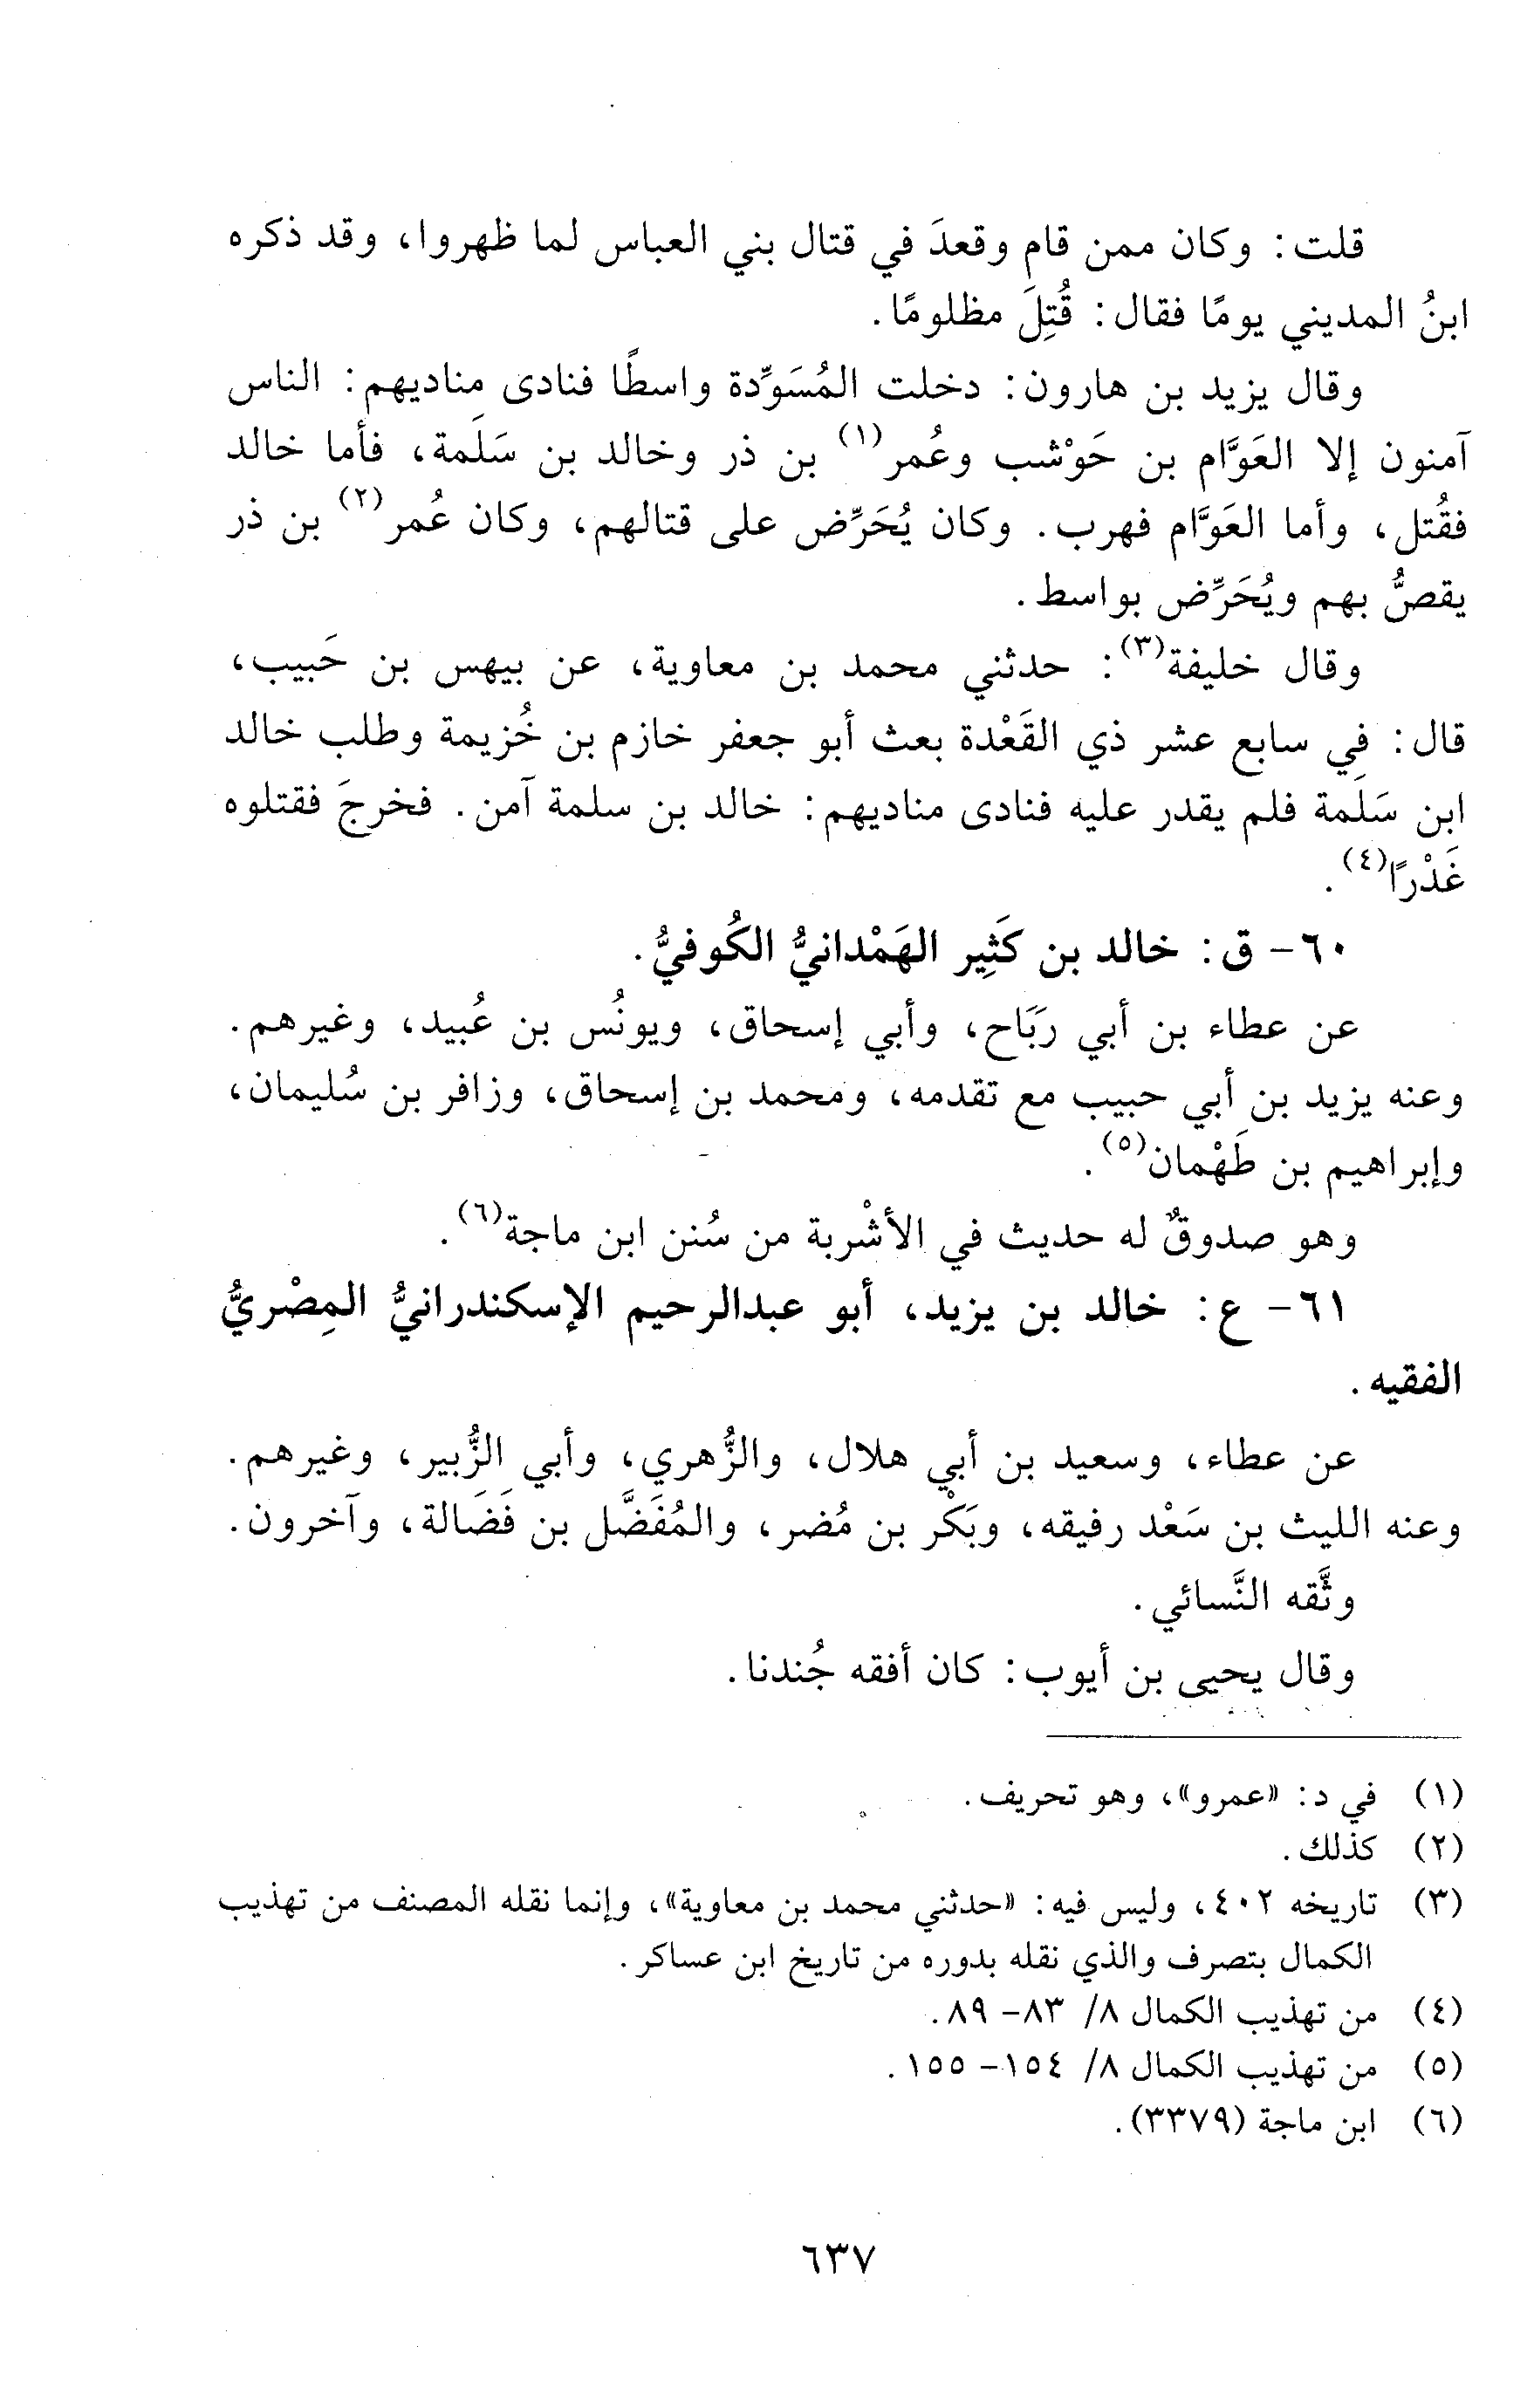 قلت: وكان ممن قام وقعدَ في قتال بني العباس لما ظهروا، وقد ذكره
ابنُ المديني يومًا فقال: قُتِلَ مظلومًا.
وقال يزيد بن هارون: دخلت المُسَوِّدة واسطًا فنادى مناديهم: الناس
آمنون إلا العَوَّام بن حَوْشب وعُمر(١) بن ذر وخالد بن سَلَمة، فأما خالد
فقُتل، وأما العَوَّام فهرب. وكان يُحَرِّض على قتالهم، وكان عُمر(٢) بن ذر
يقصُّ بهم ويُحَرِّض بواسط.
وقال خليفة(٣): حدثني محمد بن معاوية، عن بيهس بن حَبيب،
قال: في سابع عشر ذي القَعْدة بعث أبو جعفر خازم بن خُزيمة وطلب خالد
ابن سَلَمة فلم يقدر عليه فنادى مناديهم: خالد بن سلمة آمن. فخرجَ فقتلوه
غَدْرًا(٤).
٦٠- ق: خالد بن كَثِير الهَمْدانيُّ الكُوفيُّ.
عن عطاء بن أبي رَبَاح، وأبي إسحاق، ويونُس بن عُبيد، وغيرهم.
وعنه يزيد بن أبي حبيب مع تقدمه، ومحمد بن إسحاق، وزافر بن سُليمان،
وإبراهيم بن طَهْمان(٥).
وهو صدوقٌ له حديث في الأشْربة من سُنن ابن ماجة(٦).
٦١- ع: خالد بن يزيد، أبو عبدالرحيم الإسكندرانيُّ المِصْريُّ
الفقيه.
عن عطاء، وسعيد بن أبي هلال، والزُّهري، وأبي الزُّبير، وغيرهم.
وعنه الليث بن سَعْد رفيقه، وبَكْر بن مُضر، والمُفَضَّل بن فَضَالة، وآخرون.
وثَّقه النَّسائي.
وقال يحيى بن أيوب: كان أفقه جُندنا.
(١) في د: «عمرو»، وهو تحريف.
(٢) كذلك.
(٣) تاريخه ٤٠٢، وليس فيه: «حدثني محمد بن معاوية»، وإنما نقله المصنف من تهذيب
الكمال بتصرف والذي نقله بدوره من تاريخ ابن عساكر.
(٤) من تهذيب الكمال ٨/ ٨٣- ٨٩.
(٥) من تهذيب الكمال ٨/ ١٥٤- ١٥٥.
(٦) ابن ماجة (٣٣٧٩).
٦٣٧